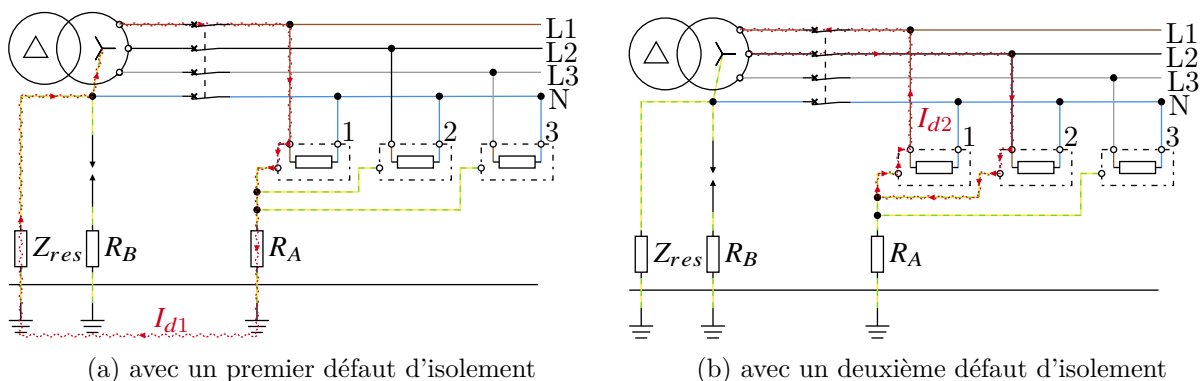 L1
L2
L3
N
1
2
3
Z_res
R_B
R_A
I_d1
(a) avec un premier défaut d'isolement
L1
L2
L3
N
I_d2
1
2
3
Z_res
R_B
R_A
(b) avec un deuxième défaut d'isolement